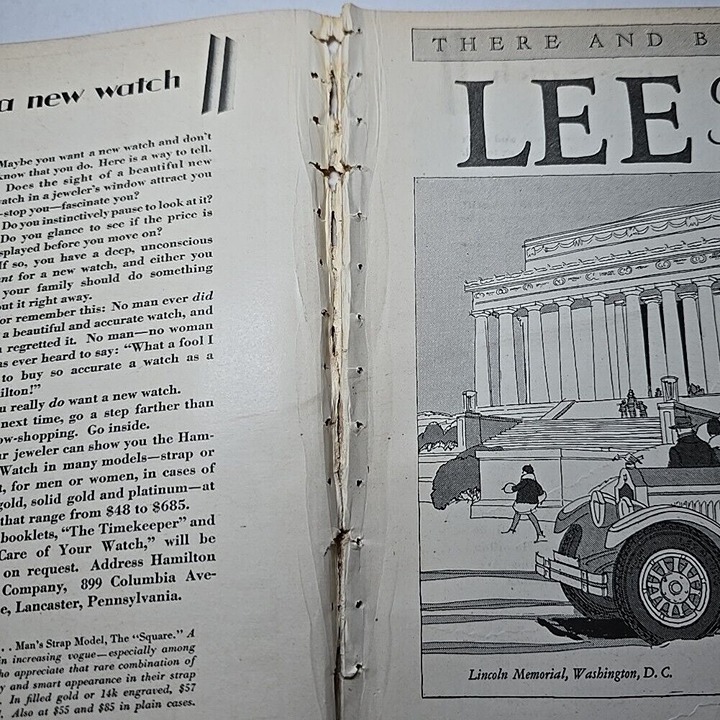 a new watch
Maybe you want a new watch and don't
know that you do. Here is a way to tell.
Does the sight of a beautiful new
watch in a jeweler's window attract you
-stop you—fascinate you?
Do you instinctively pause to look at it?
Do you glance to see if the price is
splayed before you move on?
If so, you have a deep, unconscious
ant for a new watch, and either you
your family should do something
out it right away.
or remember this: No man ever did
a beautiful and accurate watch, and
regretted it. No man—no woman
as ever heard to say: "What a fool I
to buy so accurate a watch as a
ilton!"
u really do want a new watch.
next time, go a step farther than
ow-shopping. Go inside.
ur jeweler can show you the Ham-
Watch in many models—strap or
t, for men or women, in cases of
gold, solid gold and platinum—at
that range from $48 to $685.
booklets, "The Timekeeper" and
Care of Your Watch," will be
on request. Address Hamilton
Company, 899 Columbia Ave-
e, Lancaster, Pennsylvania.
. . Man's Strap Model, The "Square." A
in increasing vogue—especially among
ho appreciate that rare combination of
y and smart appearance in their strap
. In filled gold or 14k engraved, $57
. Also at $55 and $85 in plain cases.
THERE AND B
LEES
Lincoln Memorial, Washington, D. C.